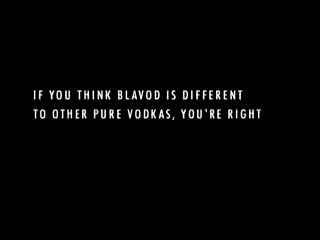 IF YOU THINK BLAVOD IS DIFFERENT
TO OTHER PURE VODKAS, YOU'RE RIGHT